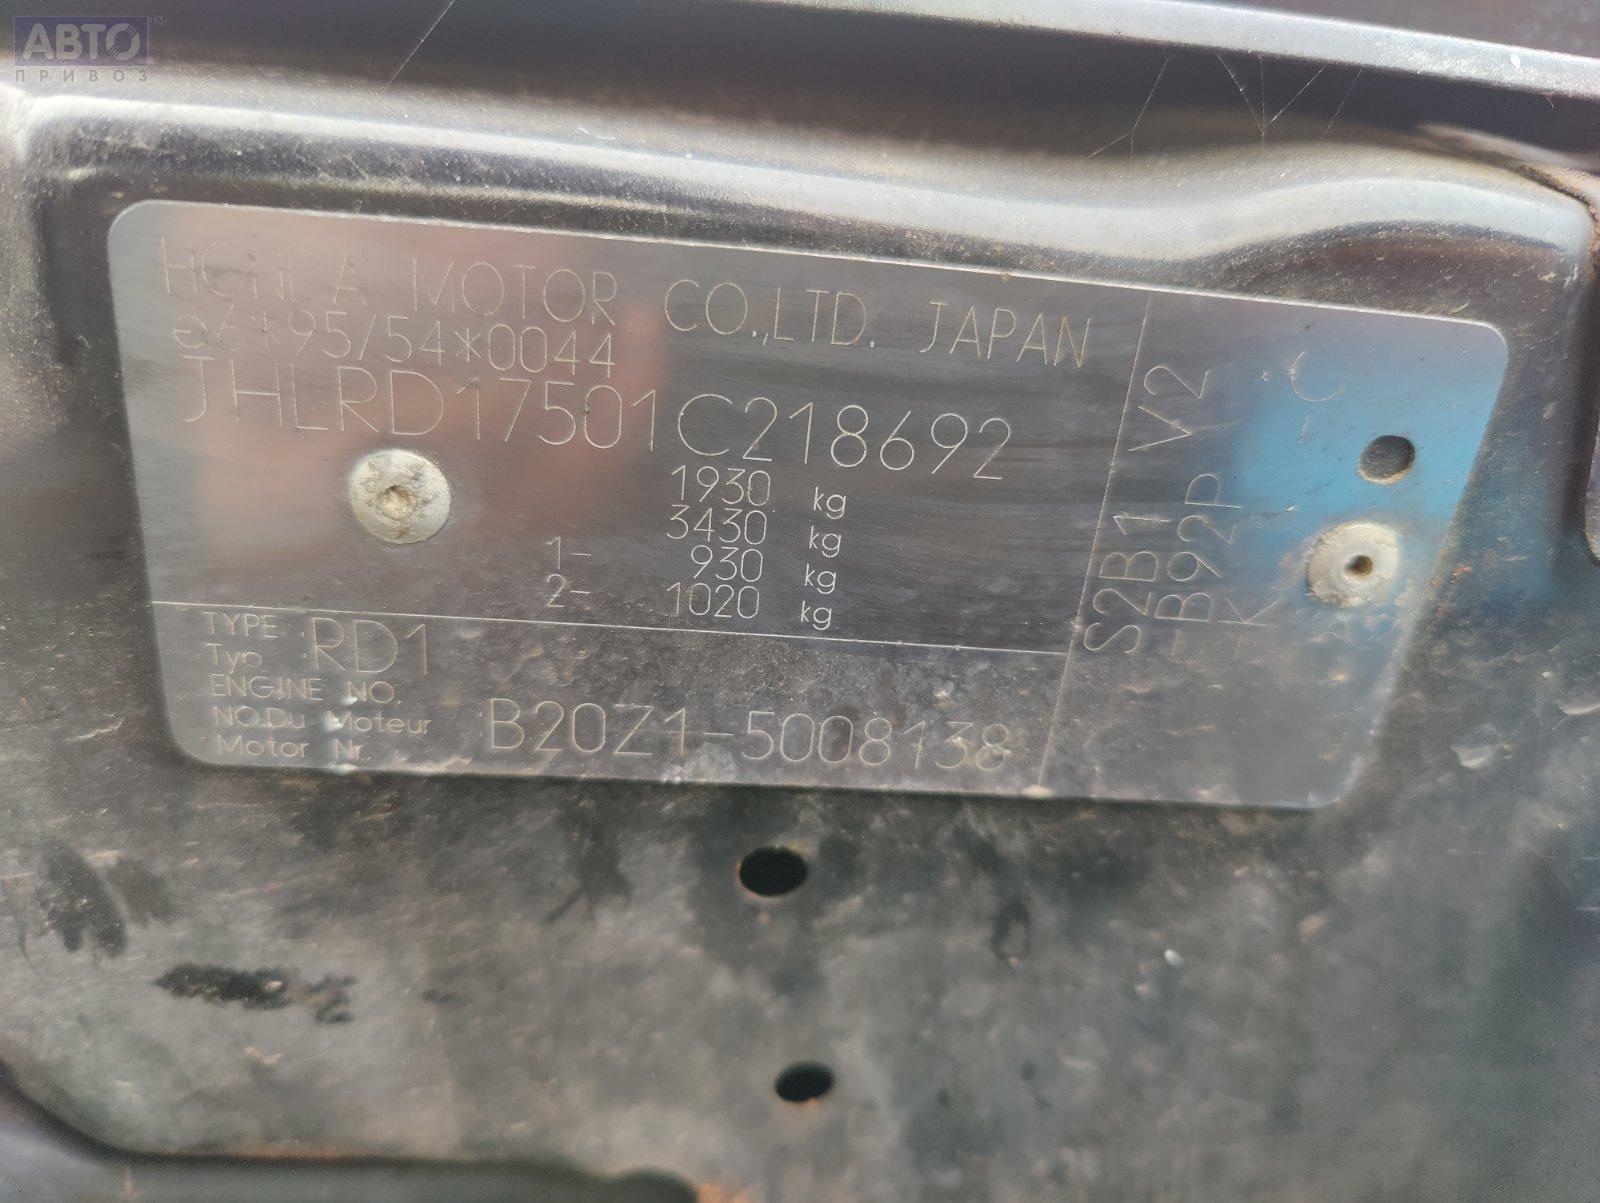 АВТО
ПРИВОЗ
HONDA MOTOR CO.,LTD. JAPAN
e6*95/54*0044
JHLRD17501C218692
1930 kg
3430 kg
1- 930 kg
2- 1020 kg
TYPE
Typ RD1
ENGINE NO.
NO.Du Moteur B20Z1-5008138
Motor Nr.
S2B1 V2
-B92P
-K -C